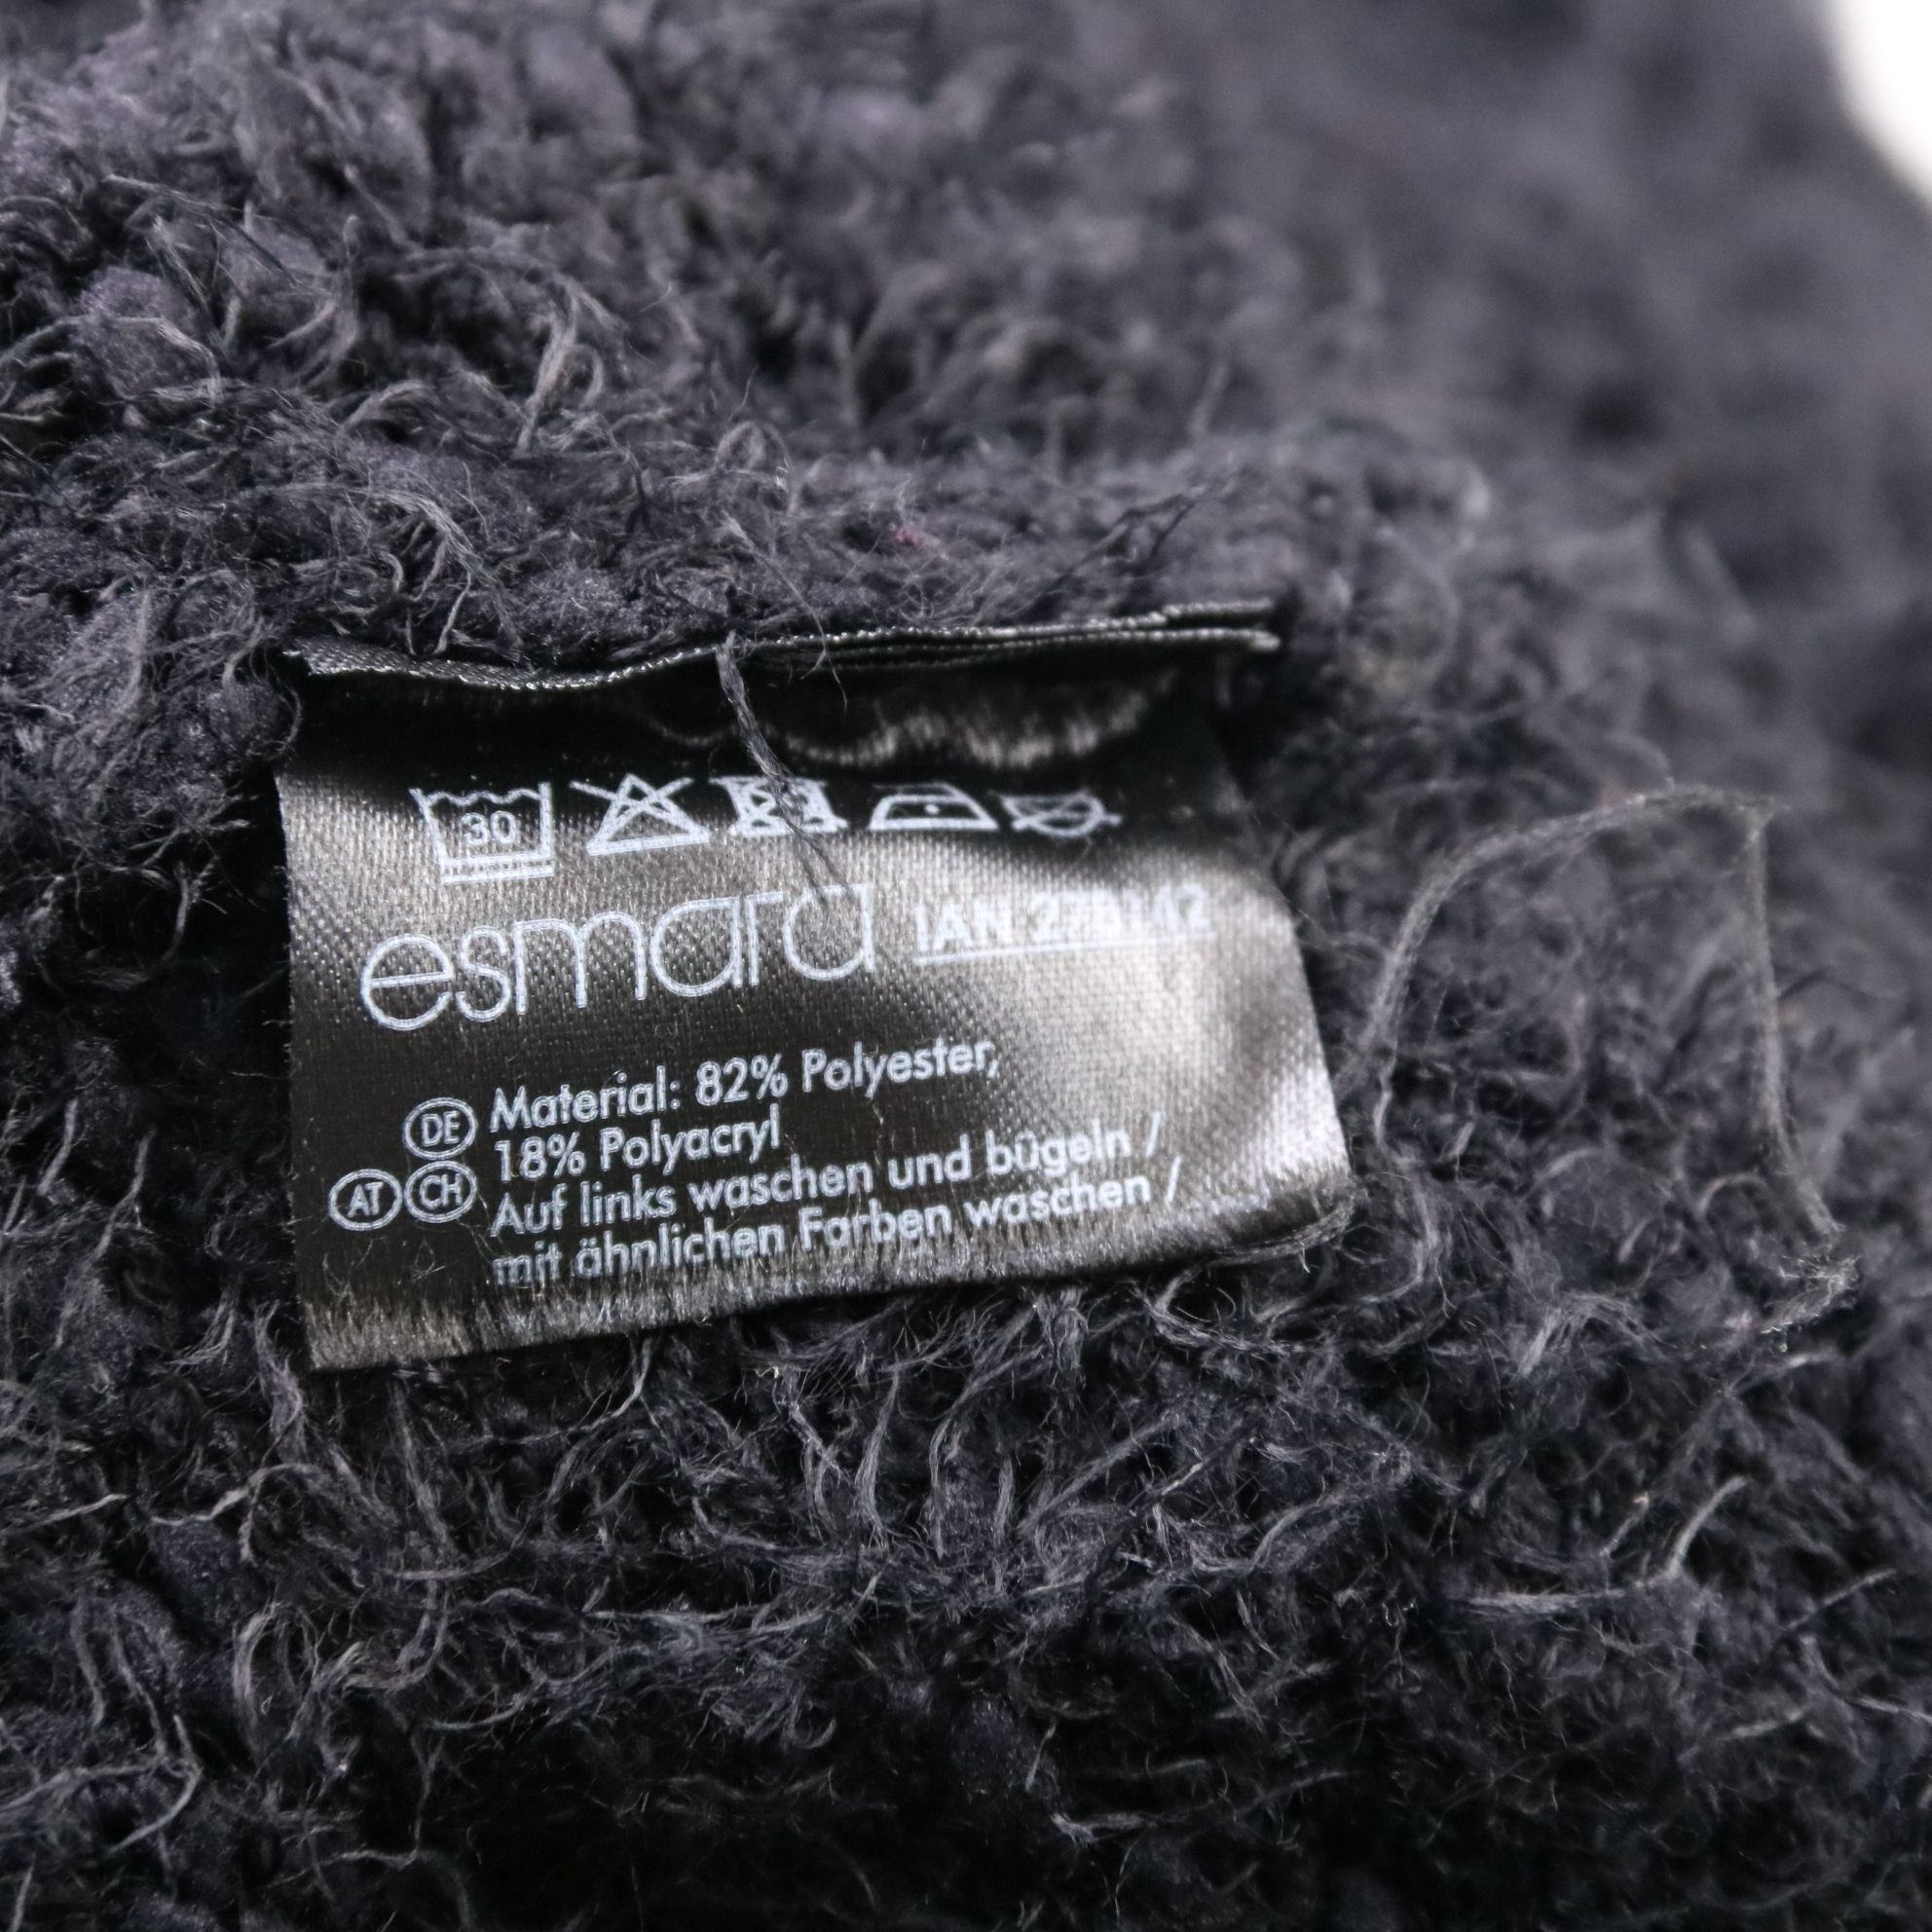 30
esmara IAN
DE Material: 82% Polyester,
18% Polyacryl
AT CH Auf links waschen und bügeln /
mit ähnlichen Farben waschen /